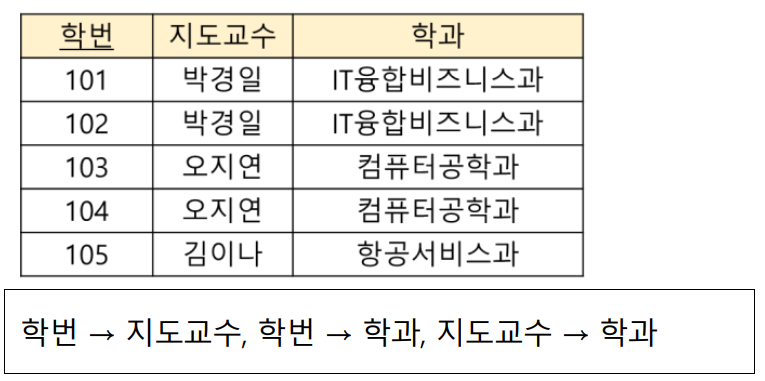 학번 지도교수 학과
101 박경일 IT융합비즈니스과
102 박경일 IT융합비즈니스과
103 오지연 컴퓨터공학과
104 오지연 컴퓨터공학과
105 김이나 항공서비스과
학번 → 지도교수, 학번 → 학과, 지도교수 → 학과